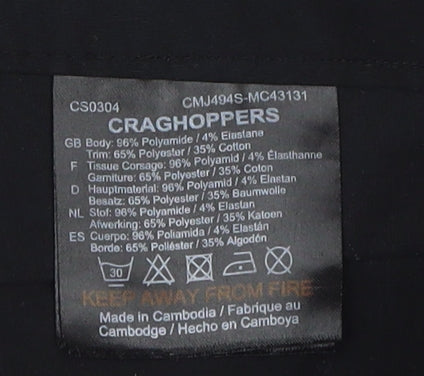 CS0304 CMJ494S-MC43131
CRAGHOPPERS
GB Body: 96% Polyamide / 4% Elastane
Trim: 65% Polyester / 35% Cotton
F Tissue Corsage: 96% Polyamid / 4% Élasthanne
Garniture: 65% Polyester / 35% Coton
D Hauptmaterial: 96% Polyamide / 4% Elastan
Besatz: 65% Polyester / 35% Baumwolle
NL Stof: 96% Polyamide / 4% Elastan
Afwerking: 65% Polyester / 35% Katoen
ES Cuerpo: 96% Poliamida / 4% Elastán
Borde: 65% Poliéster / 35% Algodón
30
KEEP AWAY FROM FIRE
Made in Cambodia / Fabrique au
Cambodge / Hecho en Camboya